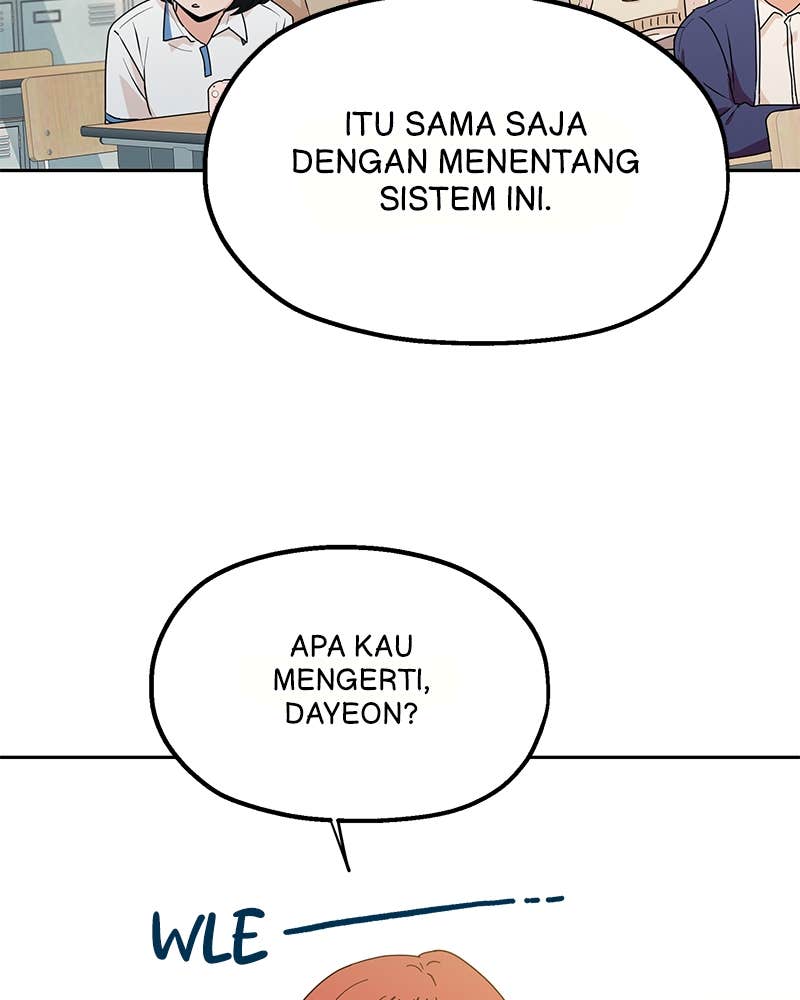 ITU SAMA SAJA
DENGAN MENENTANG
SISTEM INI.
APA KAU
MENGERTI,
DAYEON?
WLE